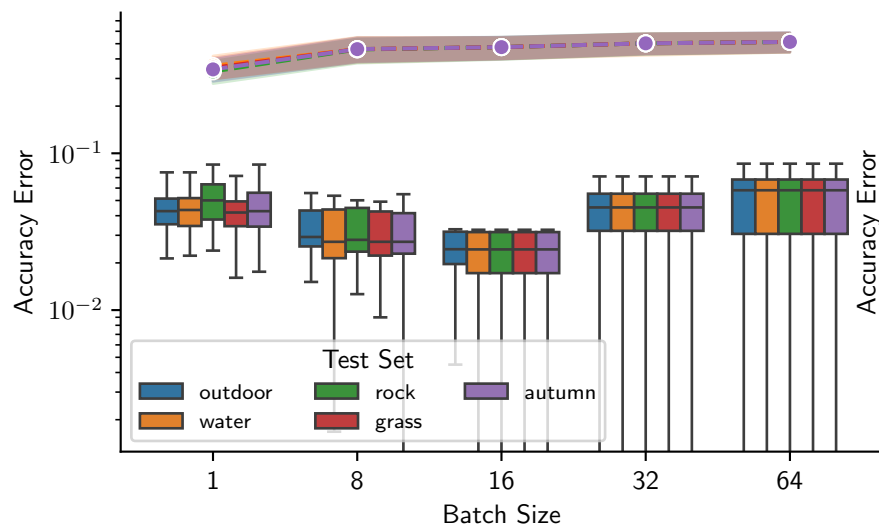 Accuracy Error
Accuracy Error
10^{-1}
10^{-2}
Test Set
outdoor
rock
autumn
water
grass
1 8 16 32 64
Batch Size